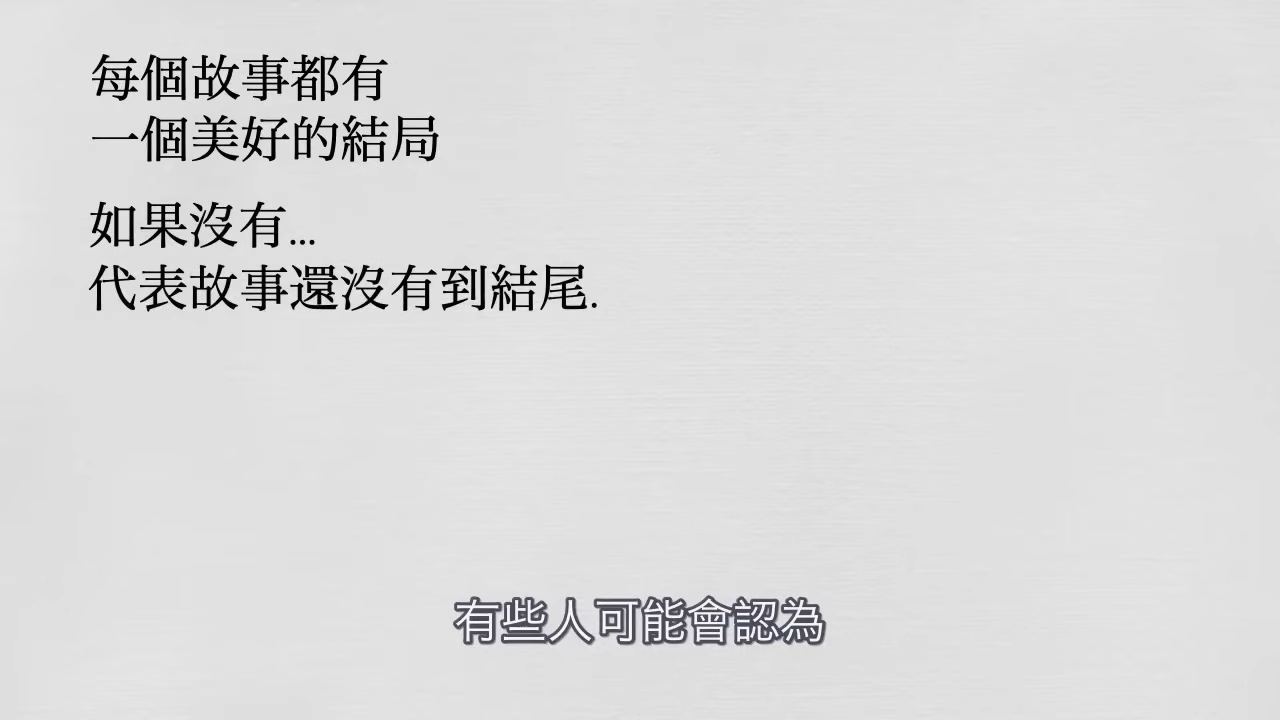 每個故事都有
一個美好的結局
如果沒有...
代表故事還沒有到結尾.
有些人可能會認為